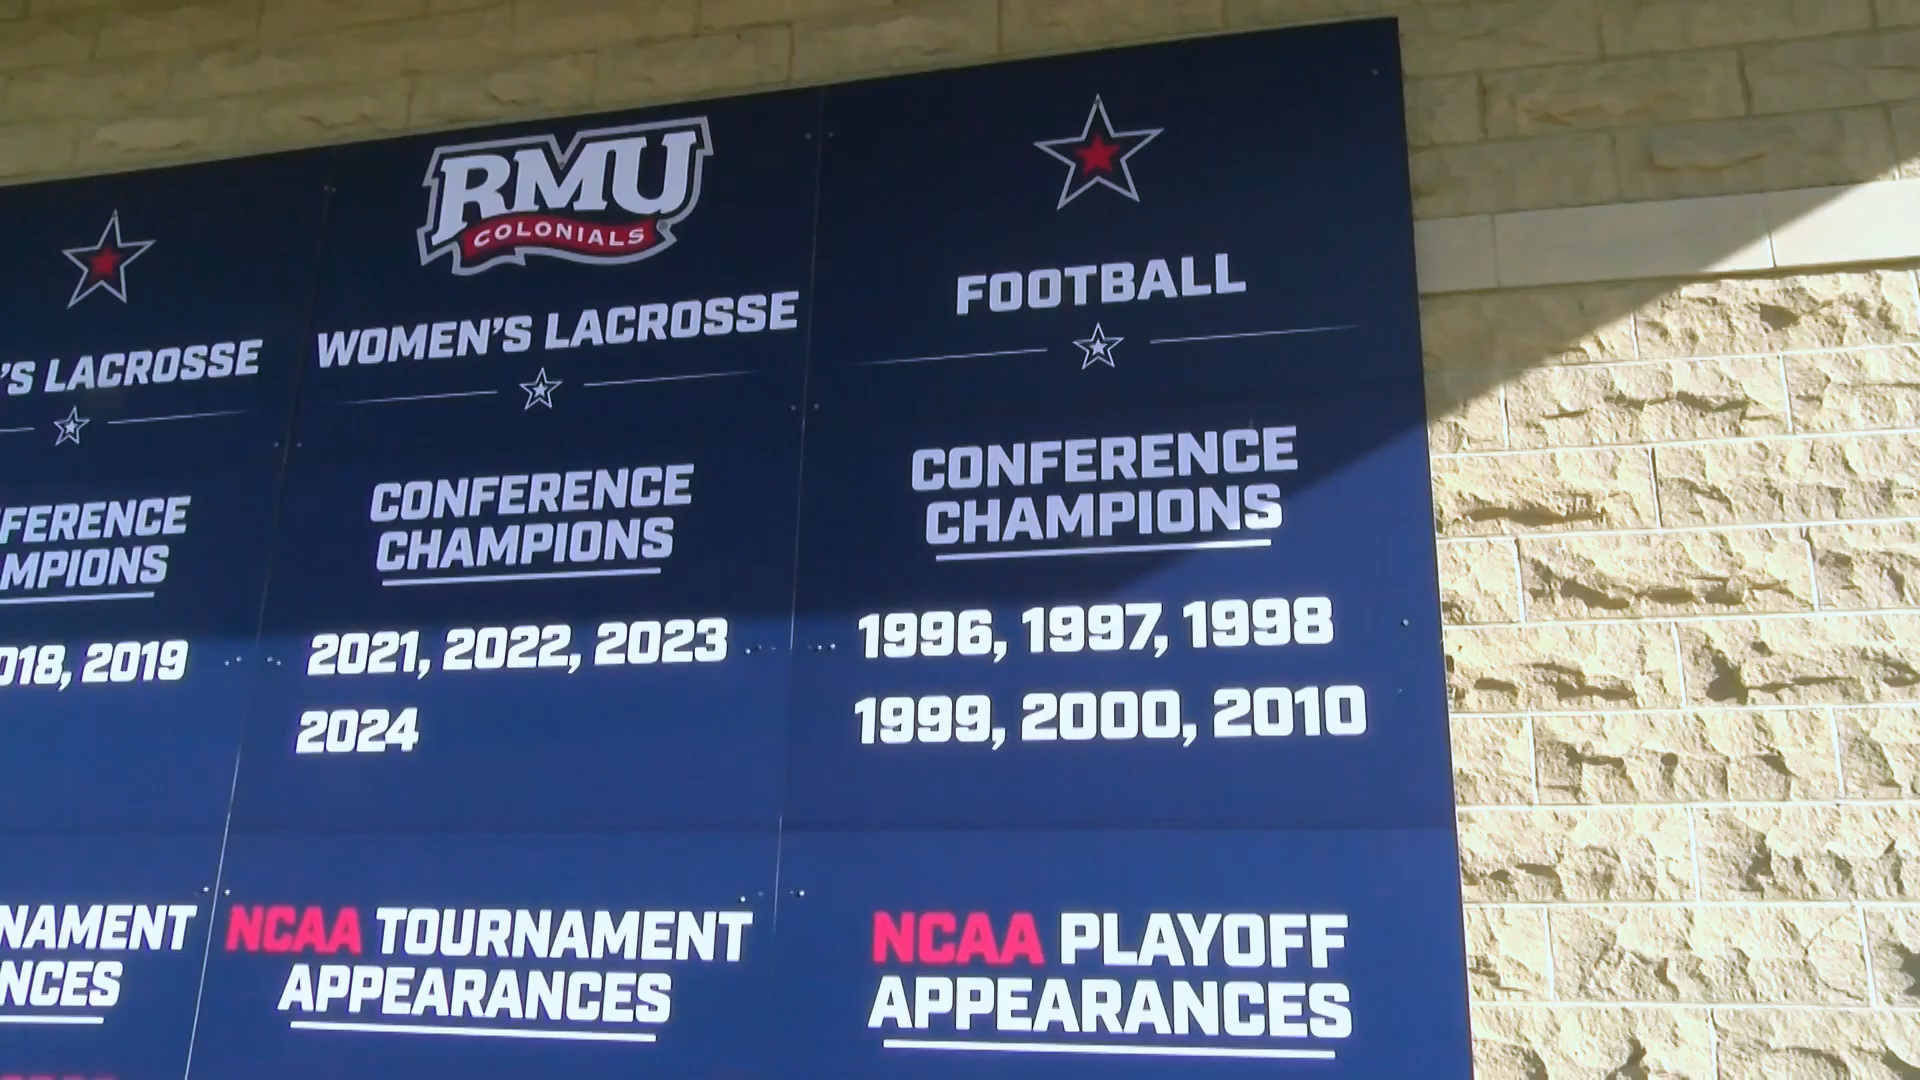 'S LACROSSE
FERENCE
MPIONS
018, 2019
NAMENT
NCES
RMU
COLONIALS
WOMEN'S LACROSSE
CONFERENCE
CHAMPIONS
2021, 2022, 2023
2024
NCAA TOURNAMENT
APPEARANCES
FOOTBALL
CONFERENCE
CHAMPIONS
1996, 1997, 1998
1999, 2000, 2010
NCAA PLAYOFF
APPEARANCES